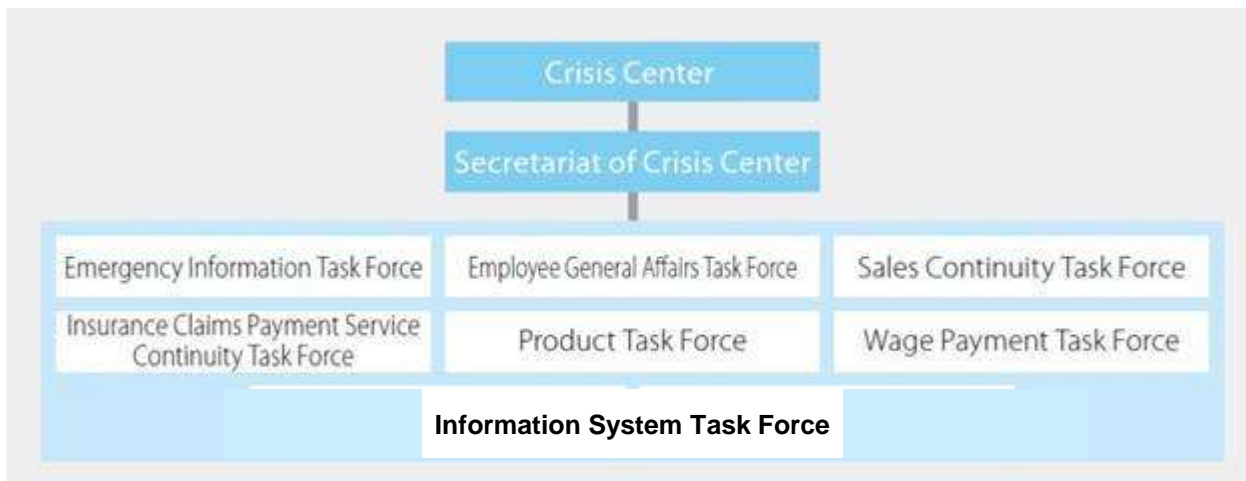 Crisis Center
Secretariat of Crisis Center
Emergency Information Task Force
Employee General Affairs Task Force
Sales Continuity Task Force
Insurance Claims Payment Service
Continuity Task Force
Product Task Force
Wage Payment Task Force
Information System Task Force